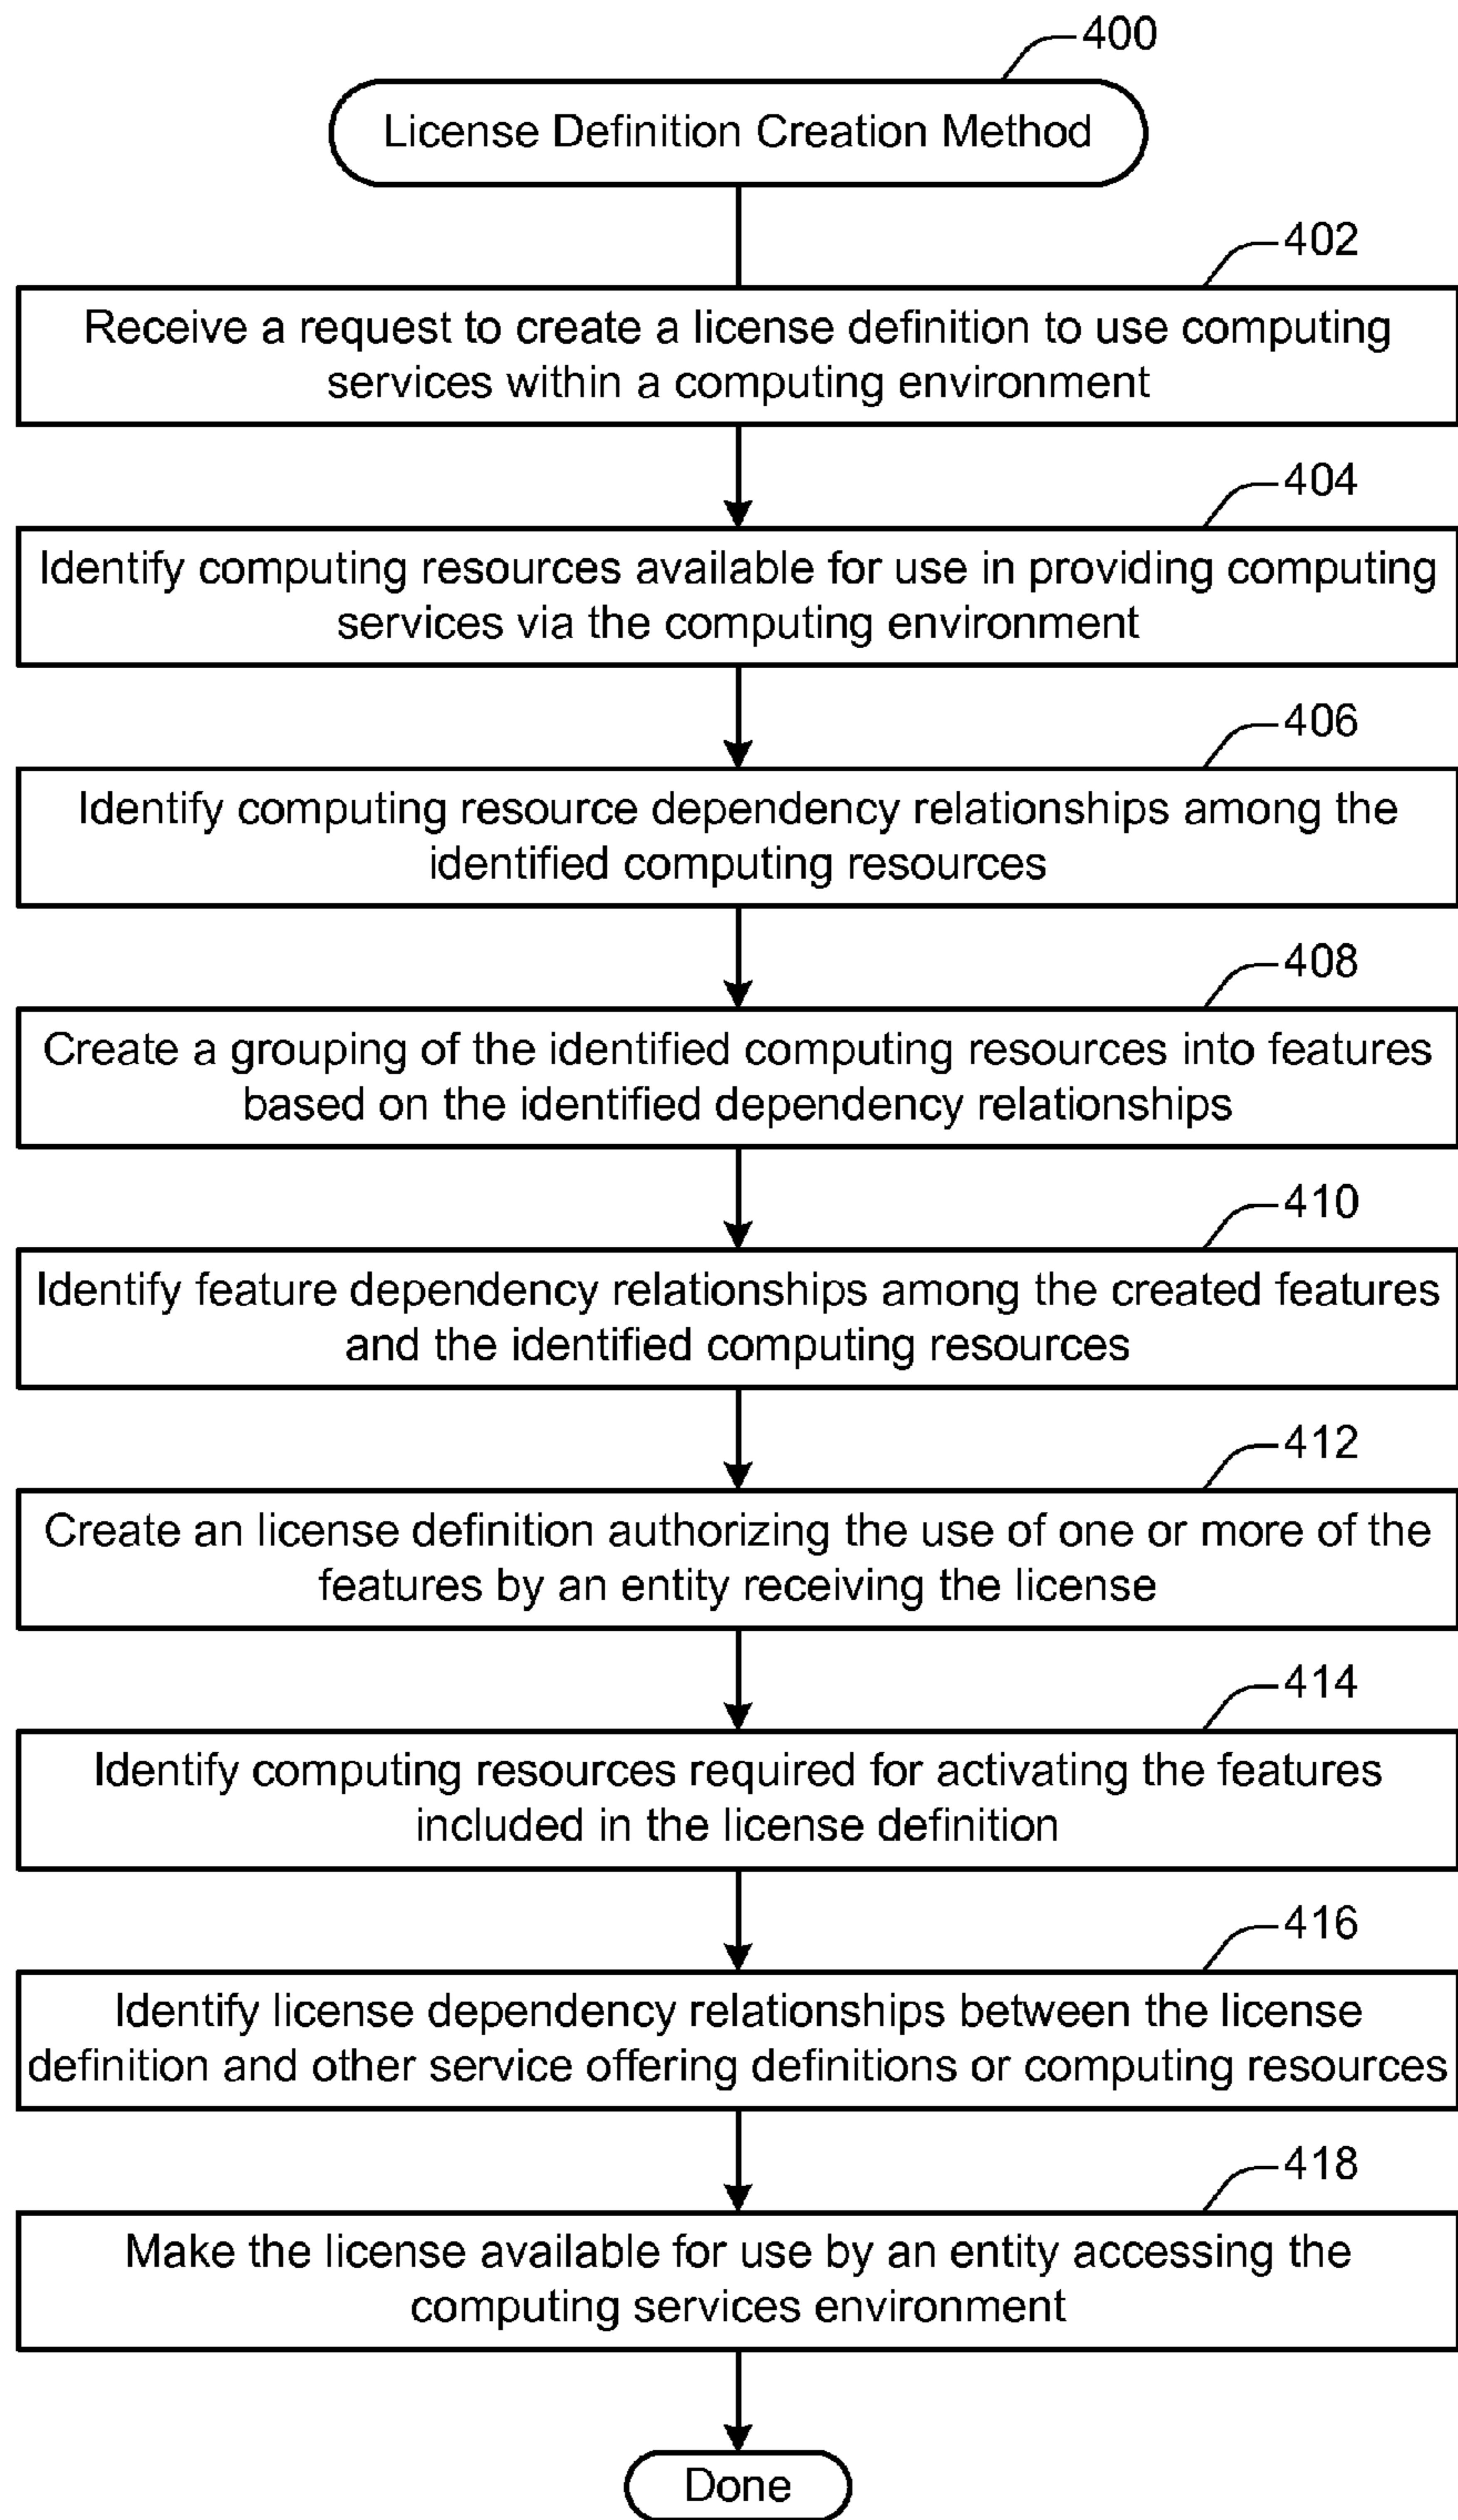 400
License Definition Creation Method
402
Receive a request to create a license definition to use computing
services within a computing environment
404
Identify computing resources available for use in providing computing
services via the computing environment
406
Identify computing resource dependency relationships among the
identified computing resources
408
Create a grouping of the identified computing resources into features
based on the identified dependency relationships
410
Identify feature dependency relationships among the created features
and the identified computing resources
412
Create an license definition authorizing the use of one or more of the
features by an entity receiving the license
414
Identify computing resources required for activating the features
included in the license definition
416
Identify license dependency relationships between the license
definition and other service offering definitions or computing resources
418
Make the license available for use by an entity accessing the
computing services environment
Done